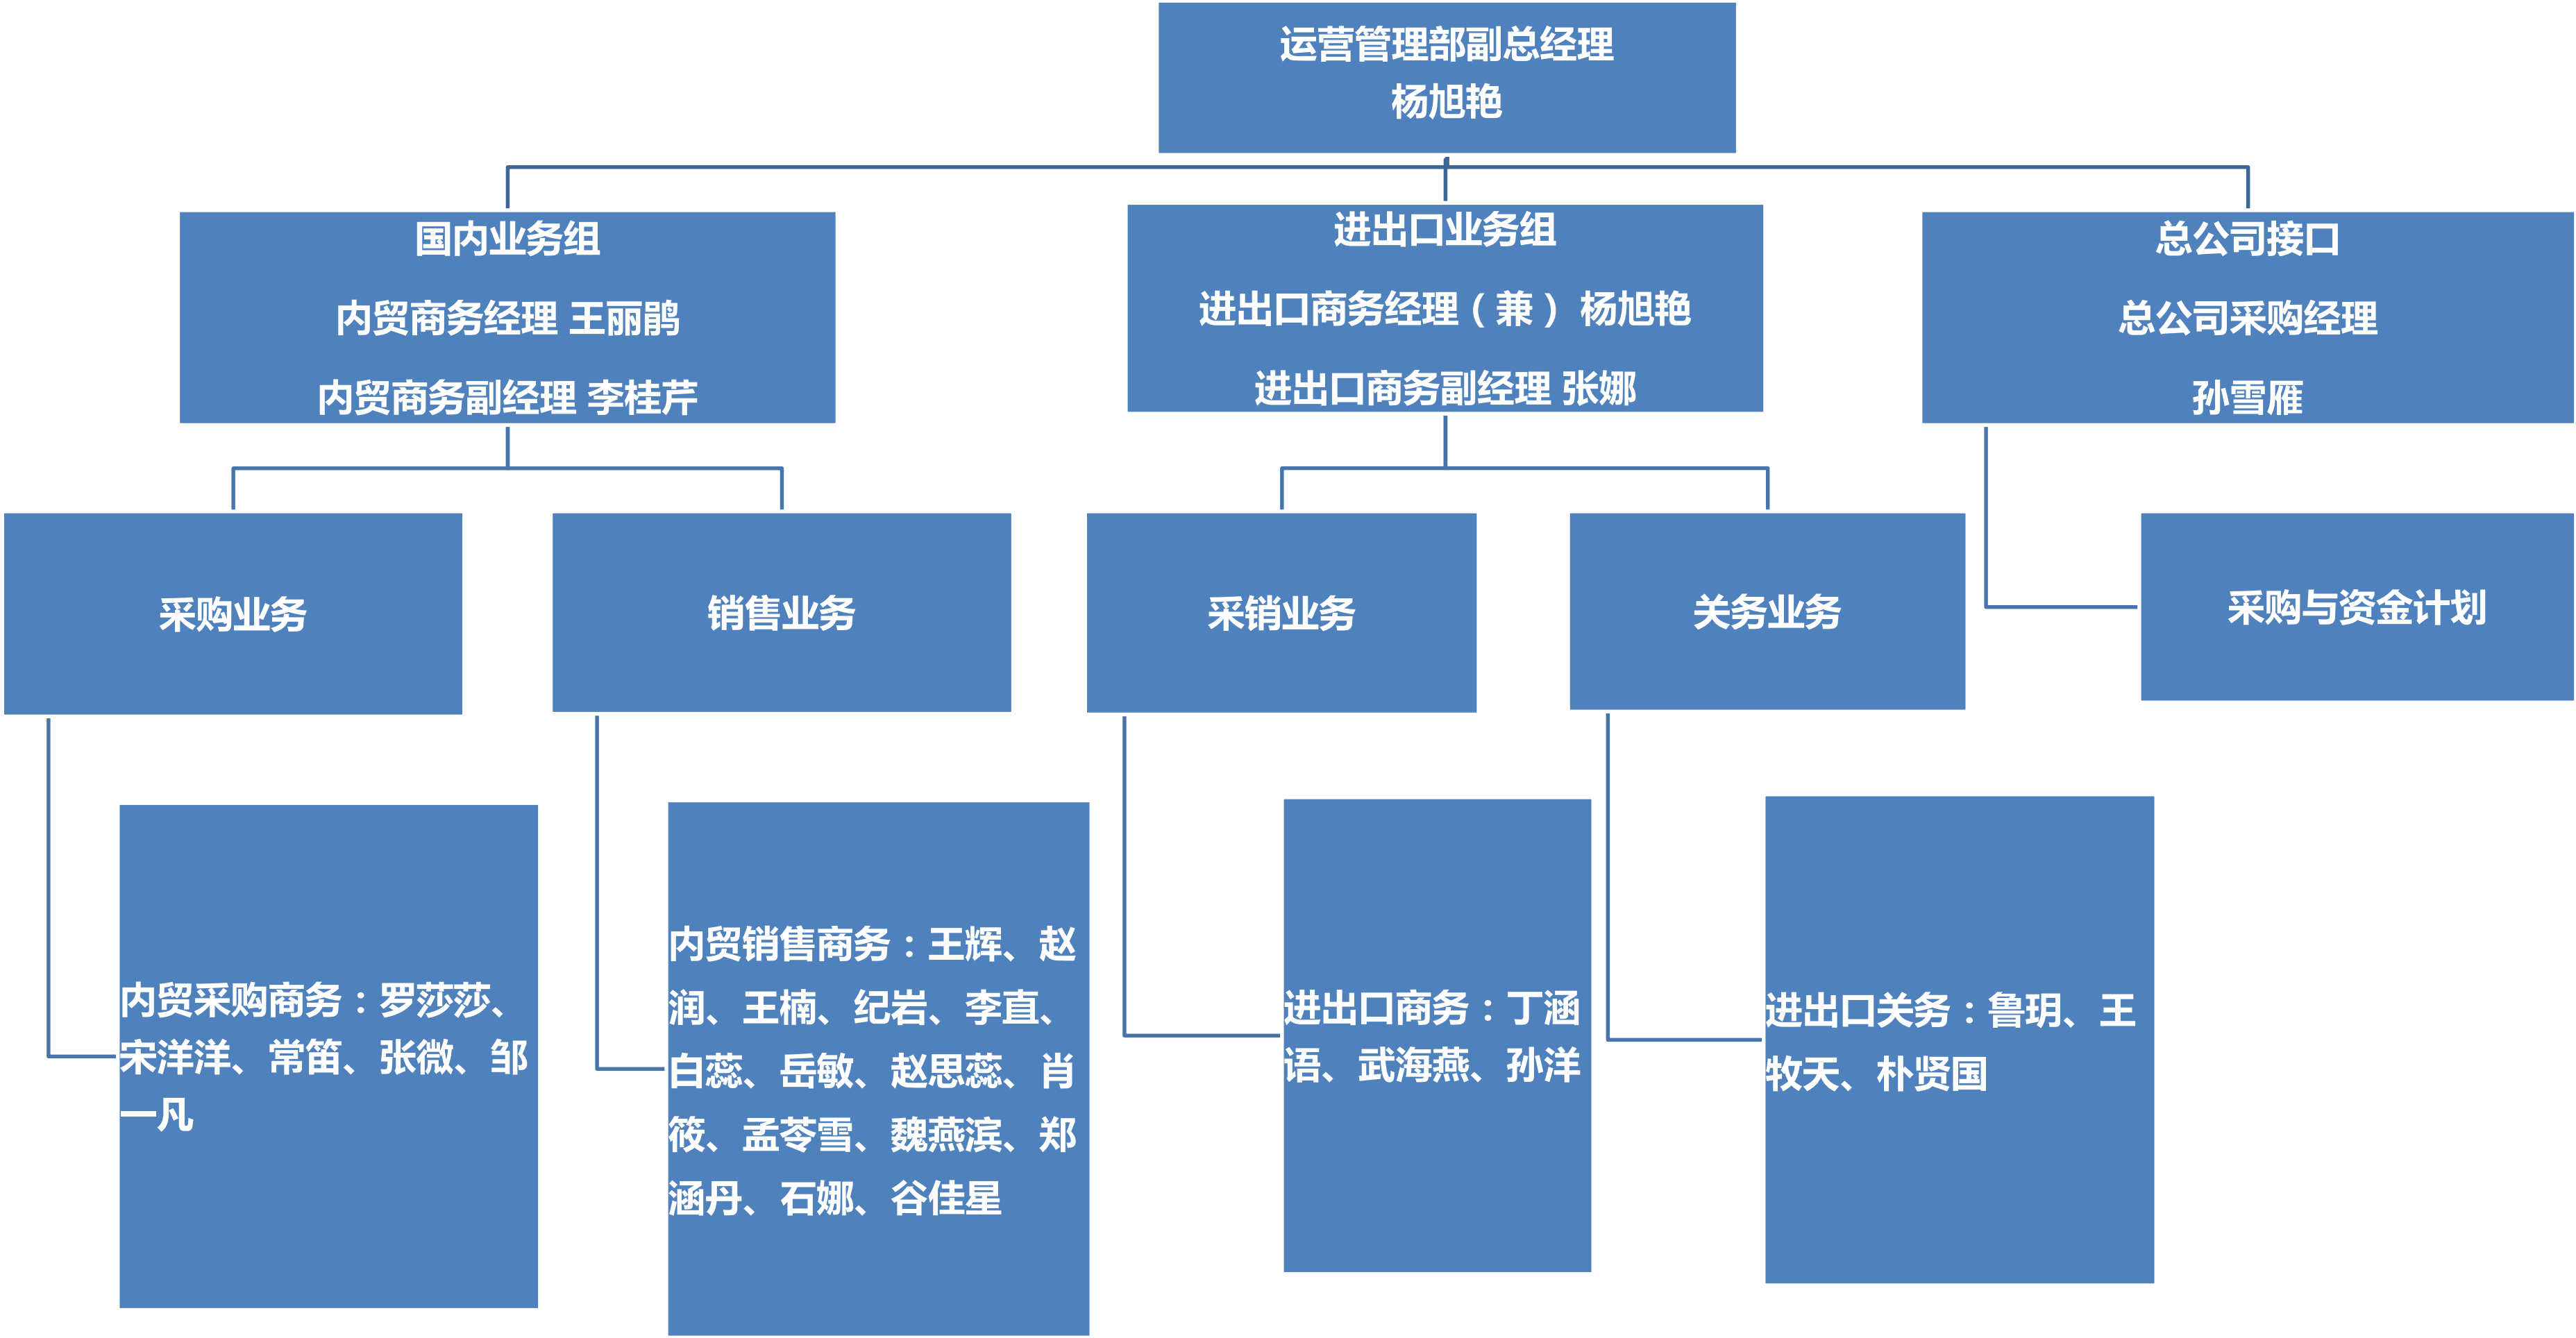 运营管理部副总经理
杨旭艳
国内业务组
内贸商务经理 王丽鹃
内贸商务副经理 李桂芹
进出口业务组
进出口商务经理（兼） 杨旭艳
进出口商务副经理 张娜
总公司接口
总公司采购经理
孙雪雁
采购业务
销售业务
采销业务
关务业务
采购与资金计划
内贸采购商务：罗莎莎、
宋洋洋、常笛、张微、邹
一凡
内贸销售商务：王辉、赵
润、王楠、纪岩、李直、
白蕊、岳敏、赵思蕊、肖
筱、孟苓雪、魏燕滨、郑
涵丹、石娜、谷佳星
进出口商务：丁涵
语、武海燕、孙洋
进出口关务：鲁玥、王
牧天、朴贤国